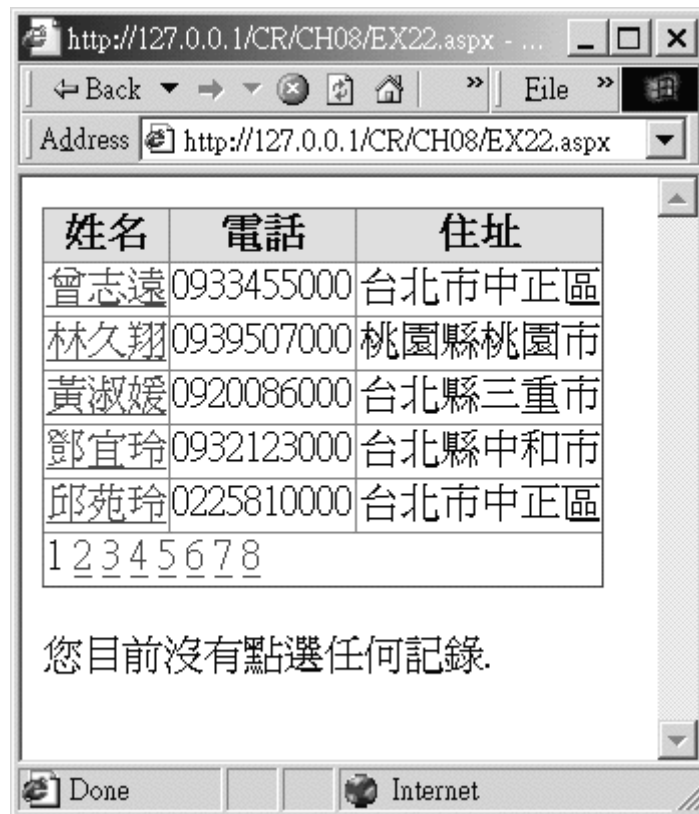 http://127.0.0.1/CR/CH08/EX22.aspx - ...
Back File
Address http://127.0.0.1/CR/CH08/EX22.aspx
姓名 電話 住址
曾志遠 0933455000 台北市中正區
林久翔 0939507000 桃園縣桃園市
黃淑媛 0920086000 台北縣三重市
鄧宜玲 0932123000 台北縣中和市
邱苑玲 0225810000 台北市中正區
1 2 3 4 5 6 7 8
您目前沒有點選任何記錄.
Done Internet